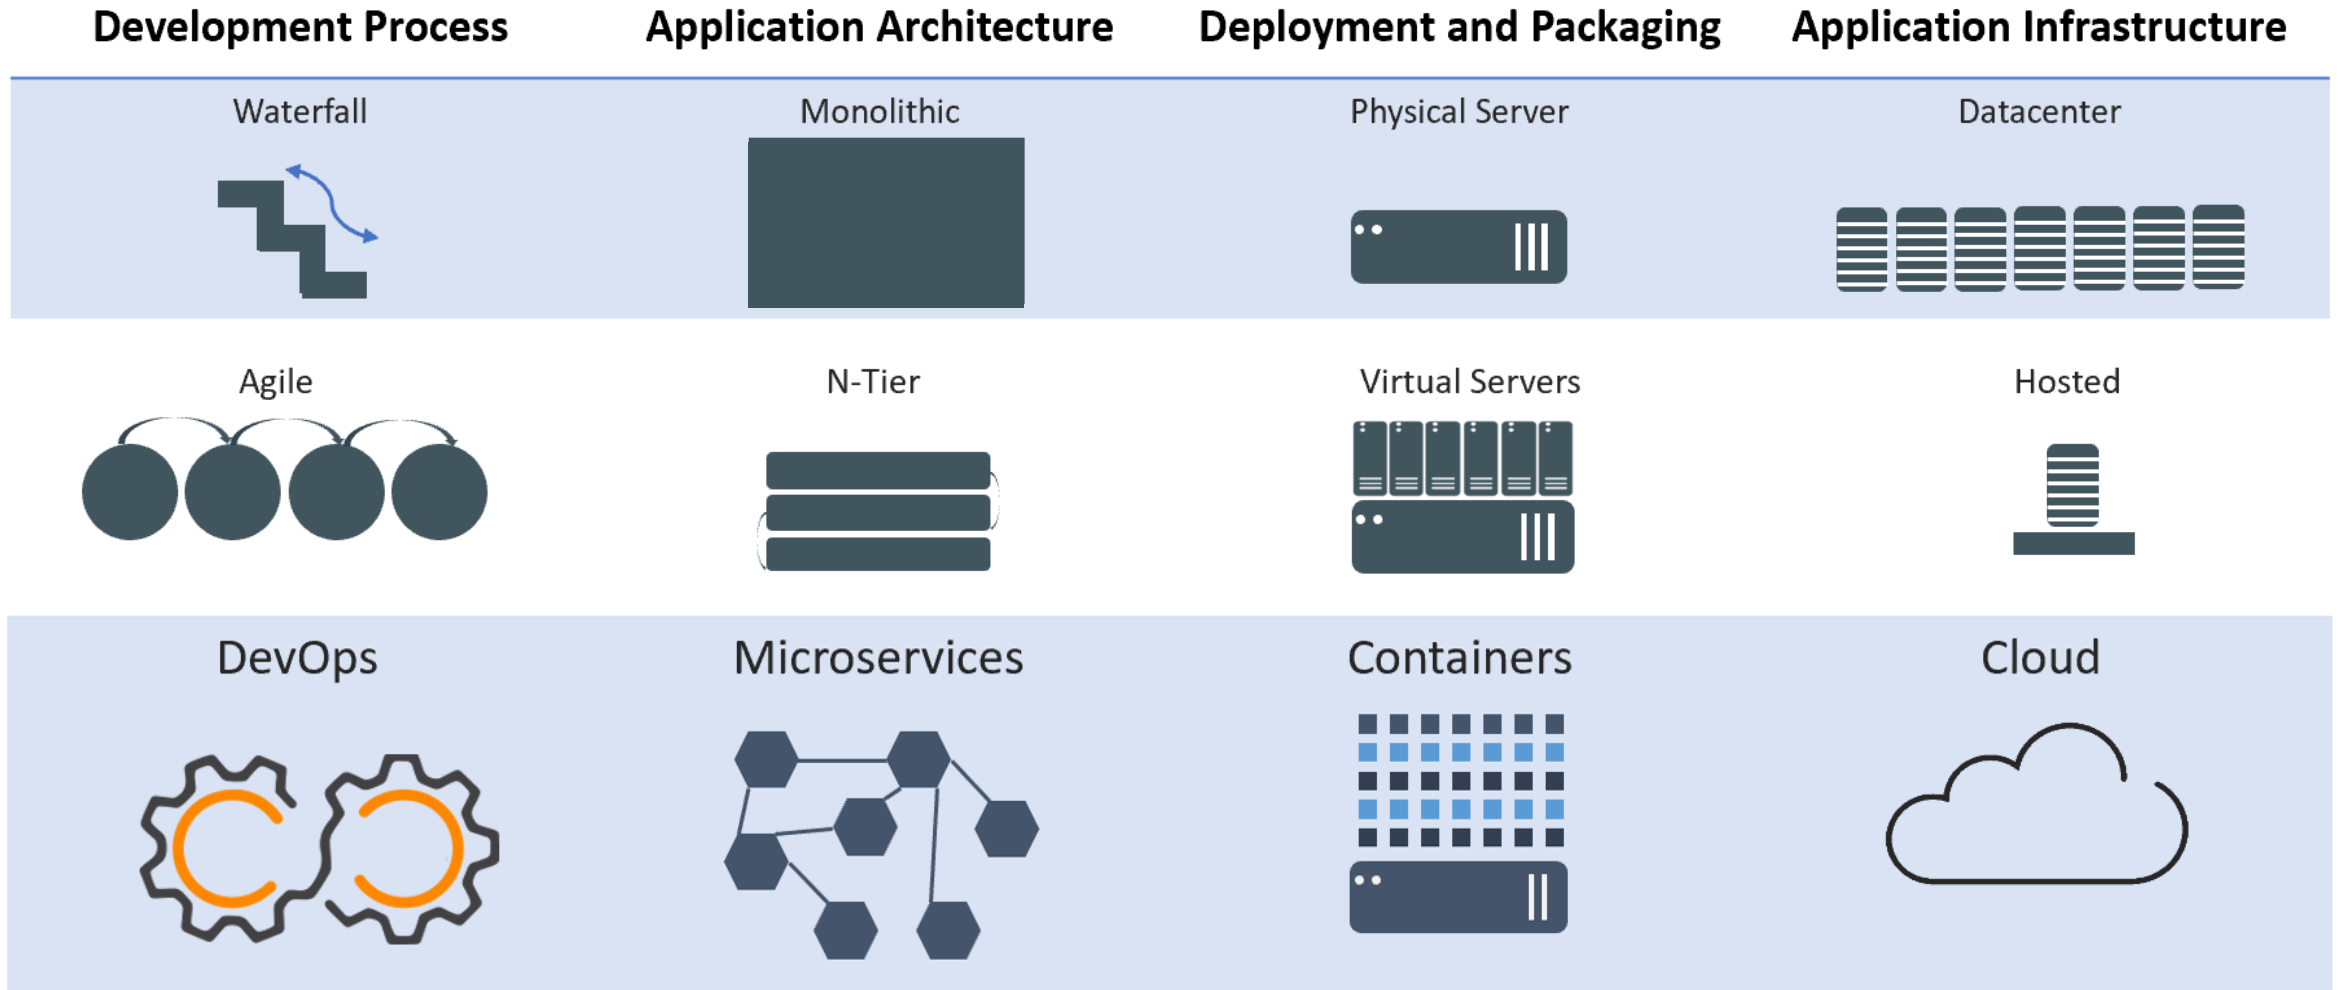 Development Process
Application Architecture
Deployment and Packaging
Application Infrastructure
Waterfall
Monolithic
Physical Server
Datacenter
Agile
N-Tier
Virtual Servers
Hosted
DevOps
Microservices
Containers
Cloud